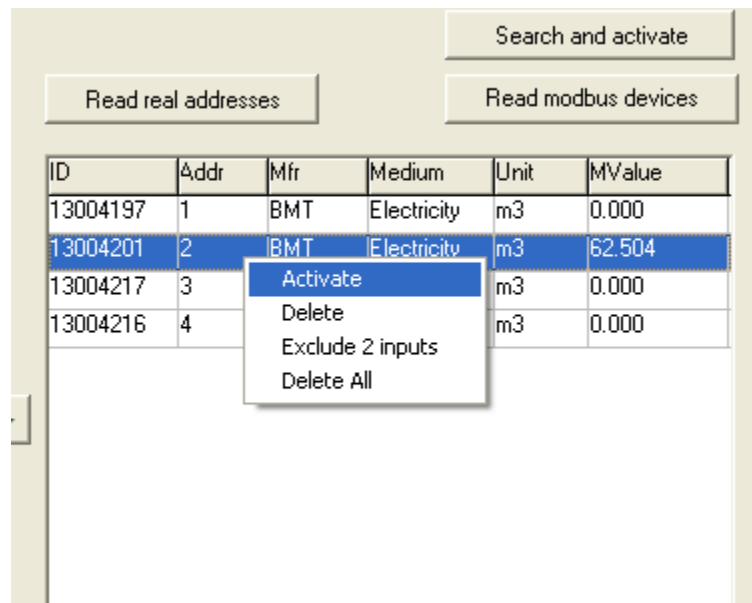 Search and activate
Read real addresses Read modbus devices
ID Addr Mfr Medium Unit MValue
13004197 1 BMT Electricity m3 0.000
13004201 2 BMT Electricity m3 62.504
Activate
13004217 3 m3 0.000
Delete
13004216 4 m3 0.000
Exclude 2 inputs
Delete All